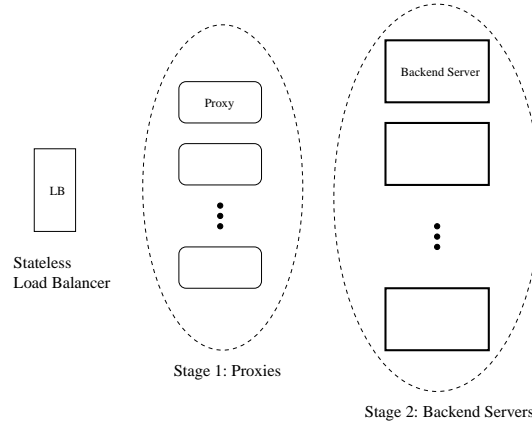 Backend Server
Proxy
LB
Stateless
Load Balancer
Stage 1: Proxies
Stage 2: Backend Servers